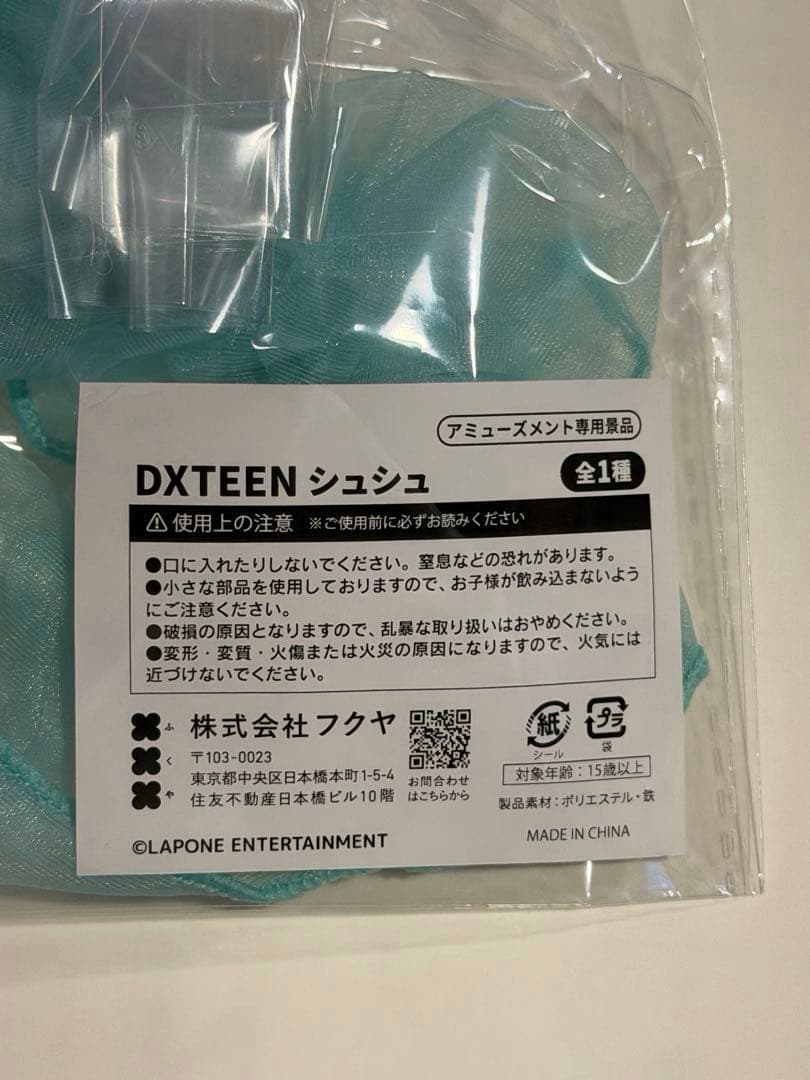 アミューズメント専用景品
DXTEEN シュシュ
全1種
使用上の注意 ※ご使用前に必ずお読みください
●口に入れたりしないでください。窒息などの恐れがあります。
●小さな部品を使用しておりますので、お子様が飲み込まないよう
にご注意ください。
●破損の原因となりますので、乱暴な取り扱いはおやめください。
●変形・変質・火傷または火災の原因になりますので、火気には
近づけないでください。
ふくや
株式会社フクヤ
〒103-0023
東京都中央区日本橋本町1-5-4
住友不動産日本橋ビル10階
お問合わせ
はこちらから
紙
シール
プラ
袋
対象年齢:15歳以上
製品素材:ポリエステル・鉄
©LAPONE ENTERTAINMENT
MADE IN CHINA